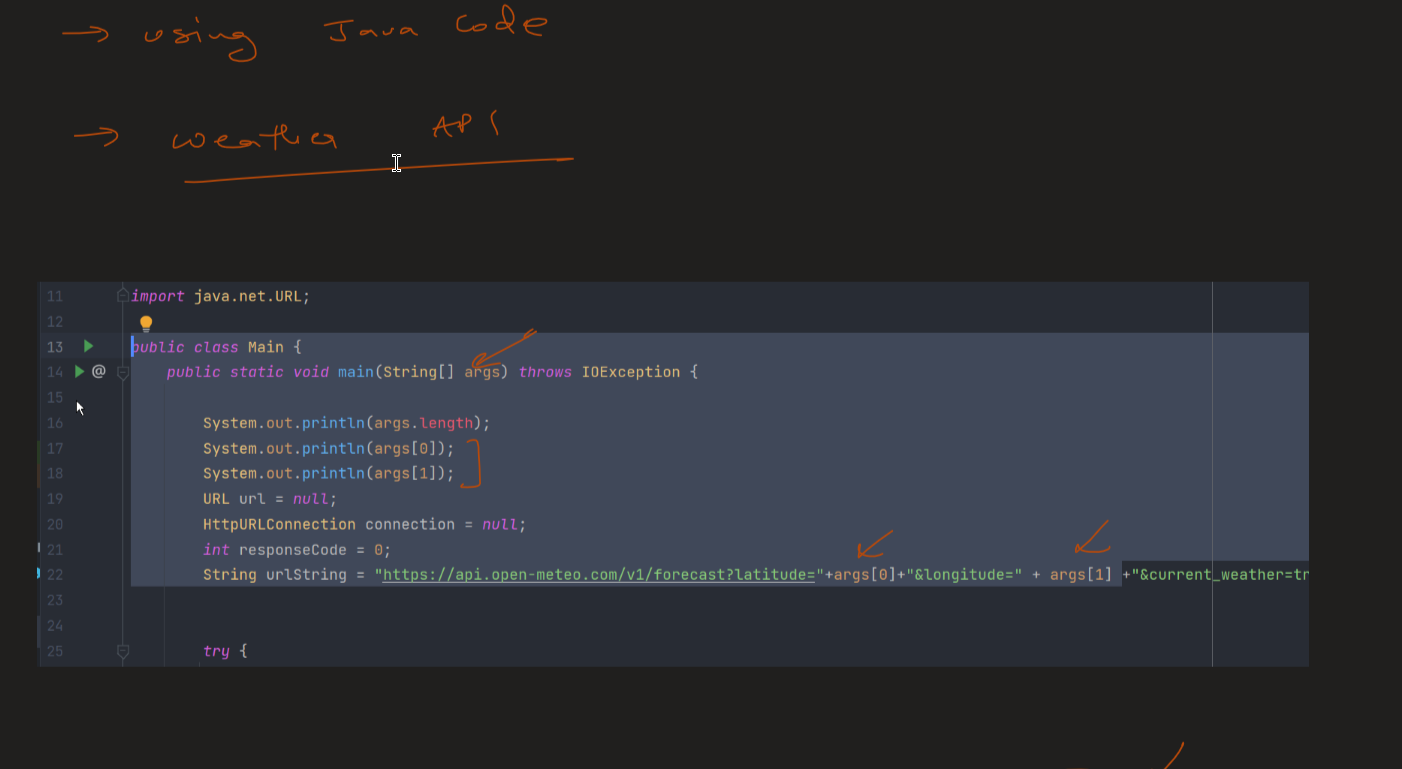 → using Java Code
→ weather API
11 import java.net.URL;
12
13 public class Main {
14 @ public static void main(String[] args) throws IOException {
15
16 System.out.println(args.length);
17 System.out.println(args[0]);
18 System.out.println(args[1]);
19 URL url = null;
20 HttpURLConnection connection = null;
21 int responseCode = 0;
22 String urlString = "https://api.open-meteo.com/v1/forecast?latitude="+args[0]+"&longitude=" + args[1] +"&current_weather=tr
23
24
25 try {